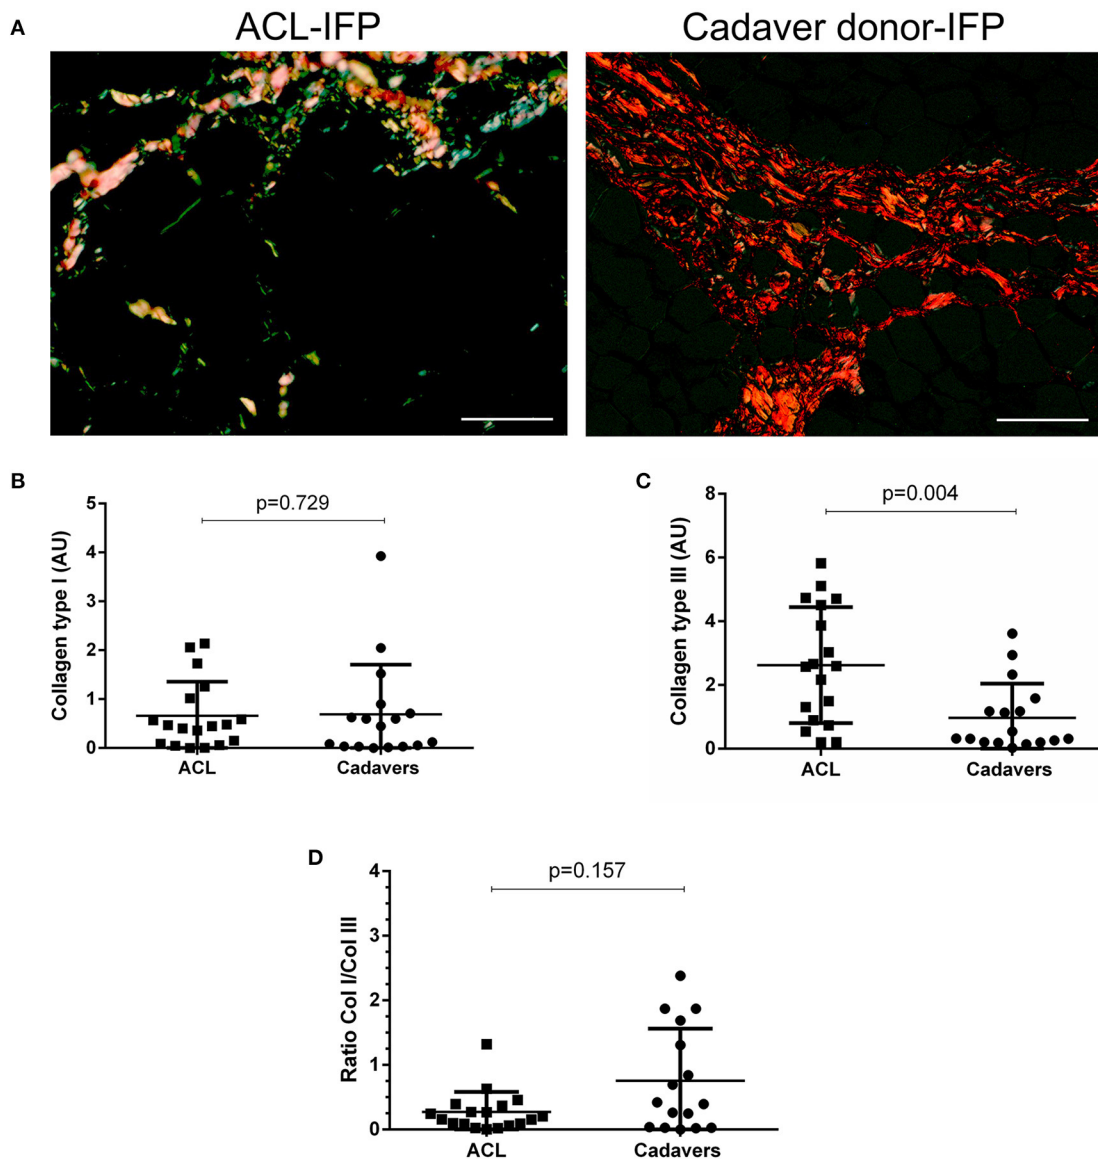 A
ACL-IFP
Cadaver donor-IFP
B
p=0.729
Collagen type I (AU)
5
4
3
2
1
0
ACL
Cadavers
C
p=0.004
Collagen type III (AU)
8
6
4
2
0
ACL
Cadavers
D
p=0.157
Ratio Col I/Col III
4
3
2
1
0
ACL
Cadavers